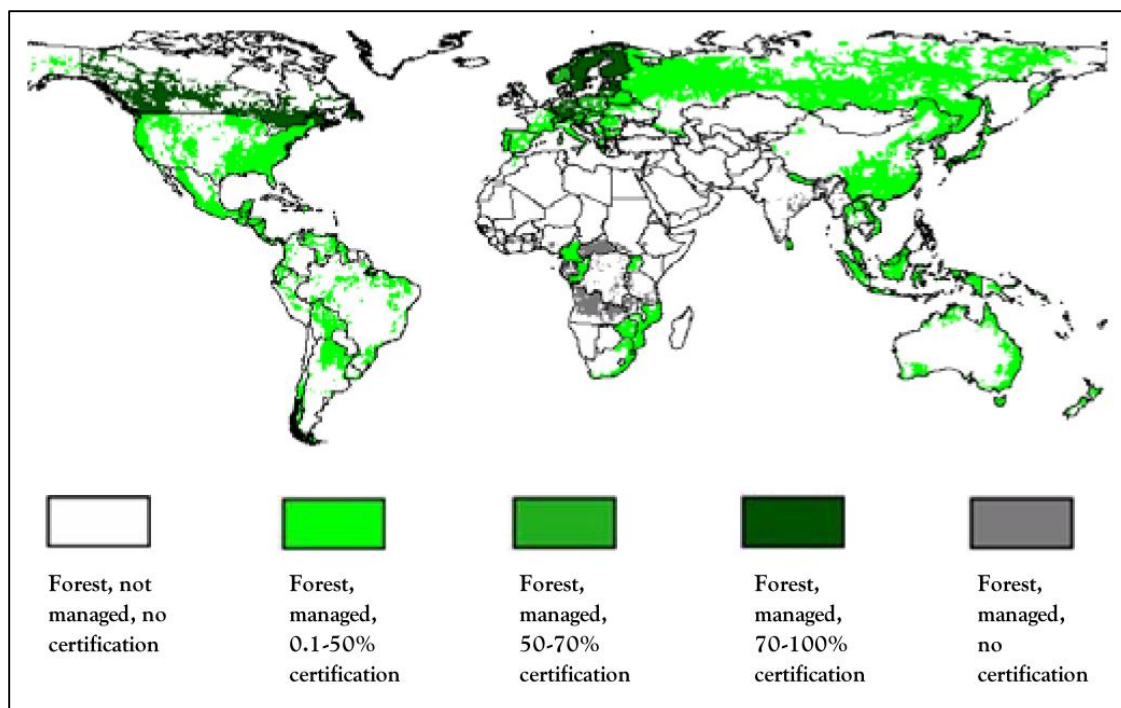 Forest, not
managed, no
certification
Forest,
managed,
0.1-50%
certification
Forest,
managed,
50-70%
certification
Forest,
managed,
70-100%
certification
Forest,
managed,
no
certification